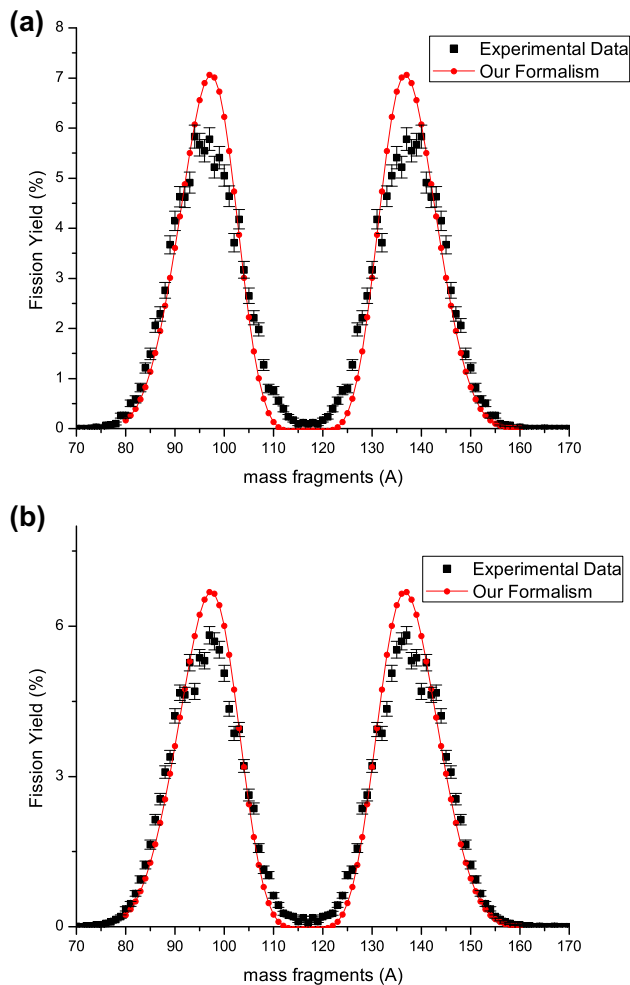 (a)
8
7
6
5
4
3
2
1
0
Fission Yield (%)
Experimental Data
Our Formalism
70 80 90 100 110 120 130 140 150 160 170
mass fragments (A)
(b)
6
3
0
Fission Yield (%)
Experimental Data
Our Formalism
70 80 90 100 110 120 130 140 150 160 170
mass fragments (A)